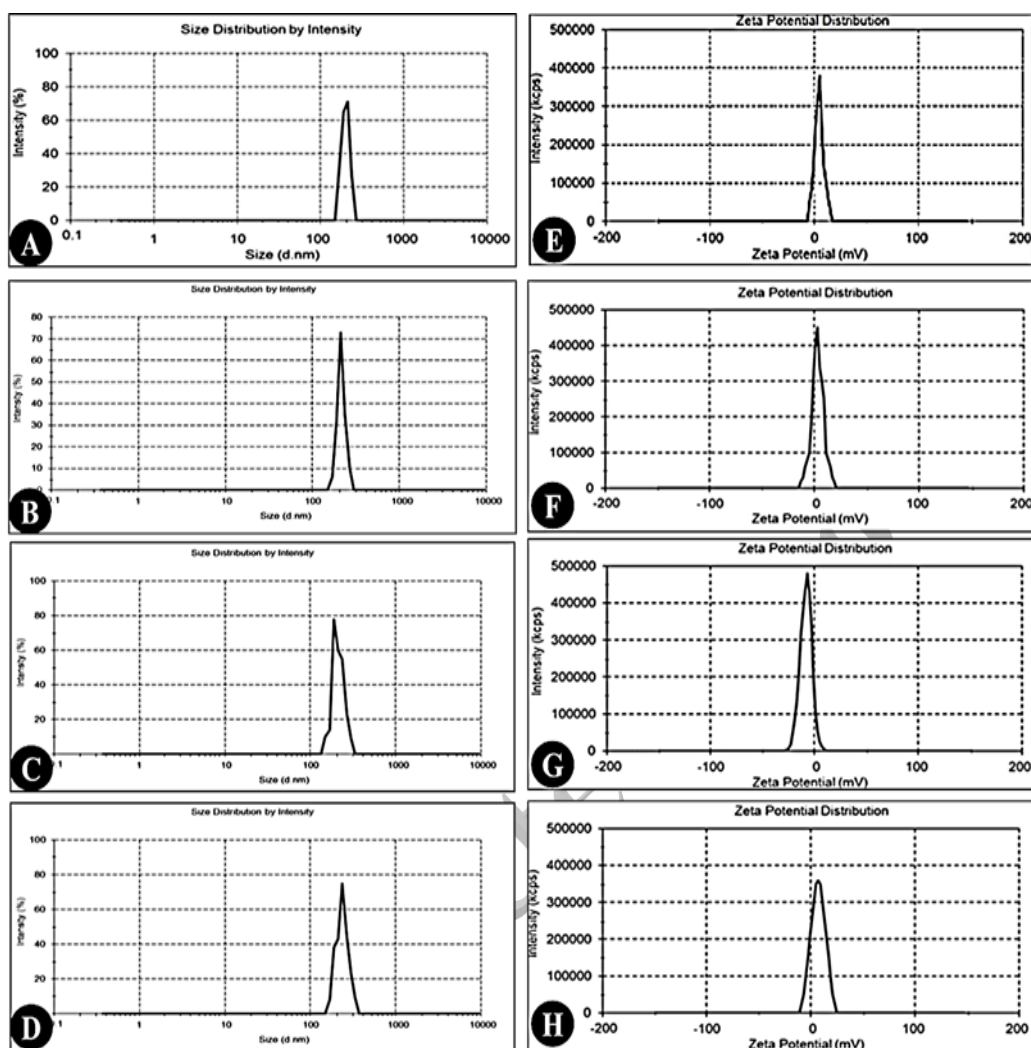 Size Distribution by Intensity
Intensity (%)
100
80
60
40
20
0
0.1 1 10 100 1000 10000
Size (d.nm)
A
Zeta Potential Distribution
Intensity (kcps)
500000
400000
300000
200000
100000
0
-200 -100 0 100 200
Zeta Potential (mV)
E
Size Distribution by Intensity
Intensity (%)
80
70
60
50
40
30
20
10
0
1 1 10 100 1000 10000
Size (d.nm)
B
Zeta Potential Distribution
Intensity (kcps)
500000
400000
300000
200000
100000
0
-200 -100 0 100 200
Zeta Potential (mV)
F
Size Distribution by Intensity
Intensity (%)
100
80
60
40
20
1 1 10 100 1000 10000
Size (d.nm)
C
Zeta Potential Distribution
Intensity (kcps)
500000
400000
300000
200000
100000
0
-200 -100 0 100 200
Zeta Potential (mV)
G
Size Distribution by Intensity
Intensity (%)
100
80
60
40
20
1 1 10 100 1000 10000
Size (d.nm)
D
Zeta Potential Distribution
Intensity (kcps)
500000
400000
300000
200000
100000
0
-200 -100 0 100 200
Zeta Potential (mV)
H